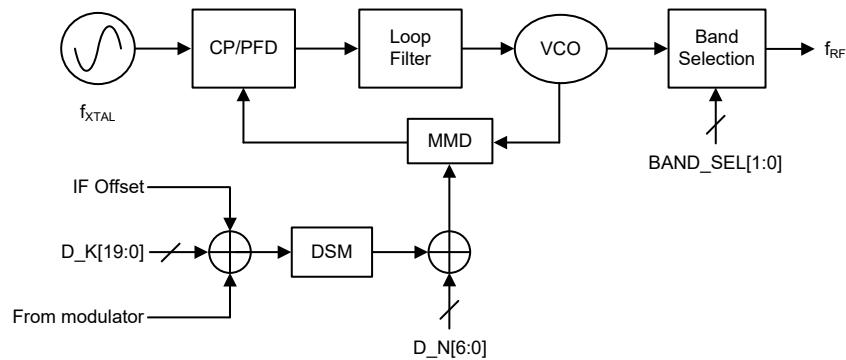 CP/PFD
Loop
Filter
VCO
Band
Selection
fRF
fXTAL
MMD
BAND_SEL[1:0]
IF Offset
D_K[19:0]
DSM
From modulator
D_N[6:0]